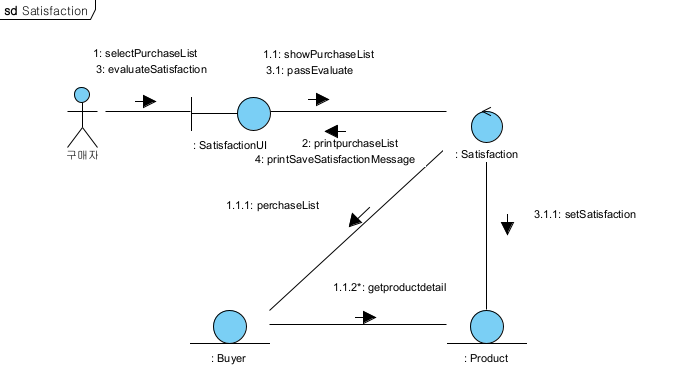 sd Satisfaction
1: selectPurchaseList
3: evaluateSatisfaction
1.1: showPurchaseList
3.1: passEvaluate
구매자
: SatisfactionUI
2: printpurchaseList
4: printSaveSatisfactionMessage
: Satisfaction
1.1.1: perchaseList
3.1.1: setSatisfaction
1.1.2*: getproductdetail
: Buyer
: Product